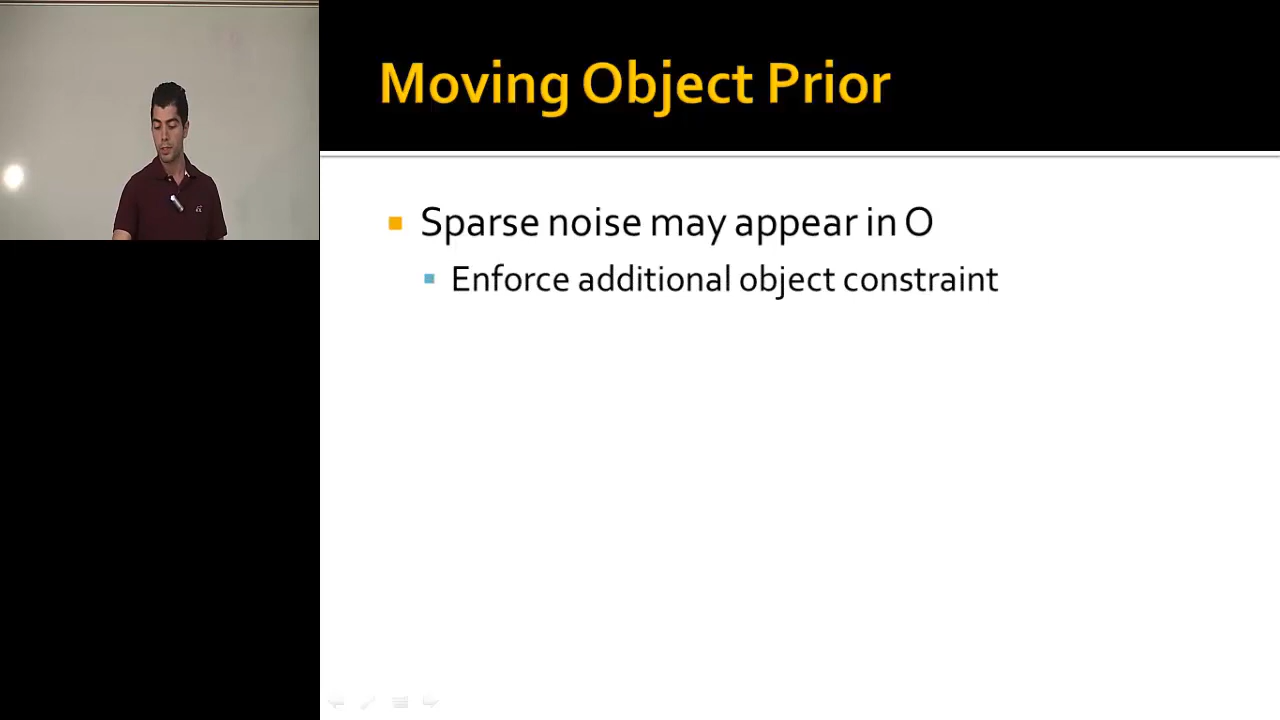 Moving Object Prior
Sparse noise may appear in O
Enforce additional object constraint